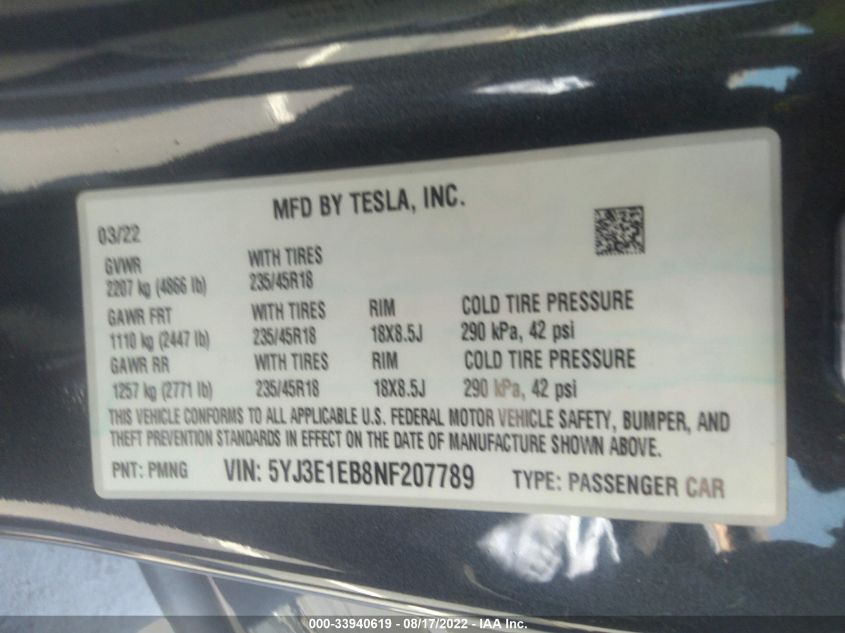 MFD BY TESLA, INC.
03/22
GVWR WITH TIRES
2207 kg (4866 lb) 235/45R18
GAWR FRT WITH TIRES RIM COLD TIRE PRESSURE
1110 kg (2447 lb) 235/45R18 18X8.5J 290 kPa, 42 psi
GAWR RR WITH TIRES RIM COLD TIRE PRESSURE
1257 kg (2771 lb) 235/45R18 18X8.5J 290 kPa, 42 psi
THIS VEHICLE CONFORMS TO ALL APPLICABLE U.S. FEDERAL MOTOR VEHICLE SAFETY, BUMPER, AND
THEFT PREVENTION STANDARDS IN EFFECT ON THE DATE OF MANUFACTURE SHOWN ABOVE.
PNT: PMNG VIN: 5YJ3E1EB8NF207789 TYPE: PASSENGER CAR
000-33940619 - 08/17/2022 - IAA Inc.